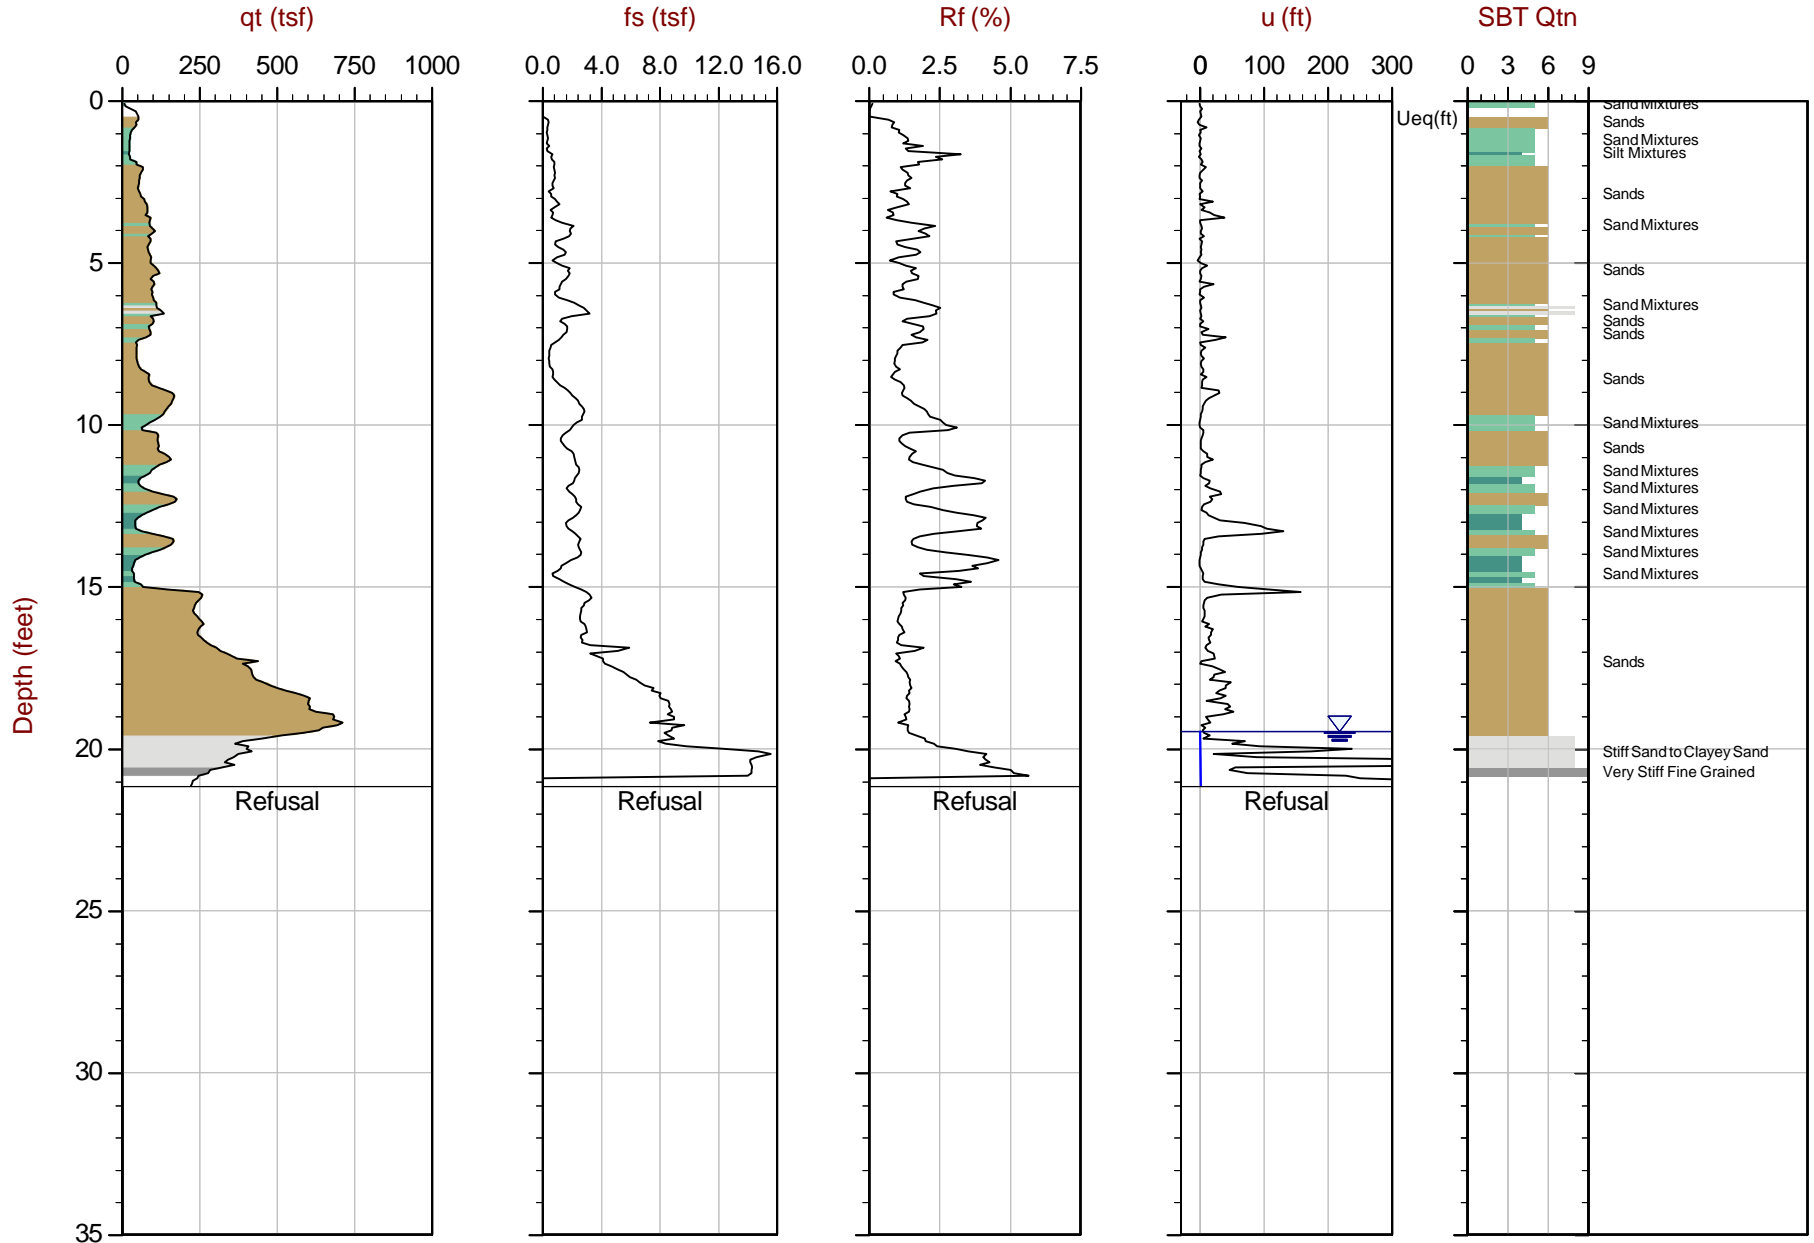 qt (tsf) fs (tsf) Rf (%) u (ft) SBT Qtn
0 250 500 750 1000 0.0 4.0 8.0 12.0 16.0 0.0 2.5 5.0 7.5 0 100 200 300 0 3 6 9
0
Sand Mixtures
Ueq(ft)
Sands
Sand Mixtures
Silt Mixtures
Sands
Sand Mixtures
5
Sands
Sand Mixtures
Sands
Sands
Sands
10
Sand Mixtures
Sands
Sand Mixtures
Sand Mixtures
Sand Mixtures
Sand Mixtures
Sand Mixtures
Sand Mixtures
15
Sands
Depth (feet)
20
Stiff Sand to Clayey Sand
Very Stiff Fine Grained
Refusal Refusal Refusal Refusal
25
30
35